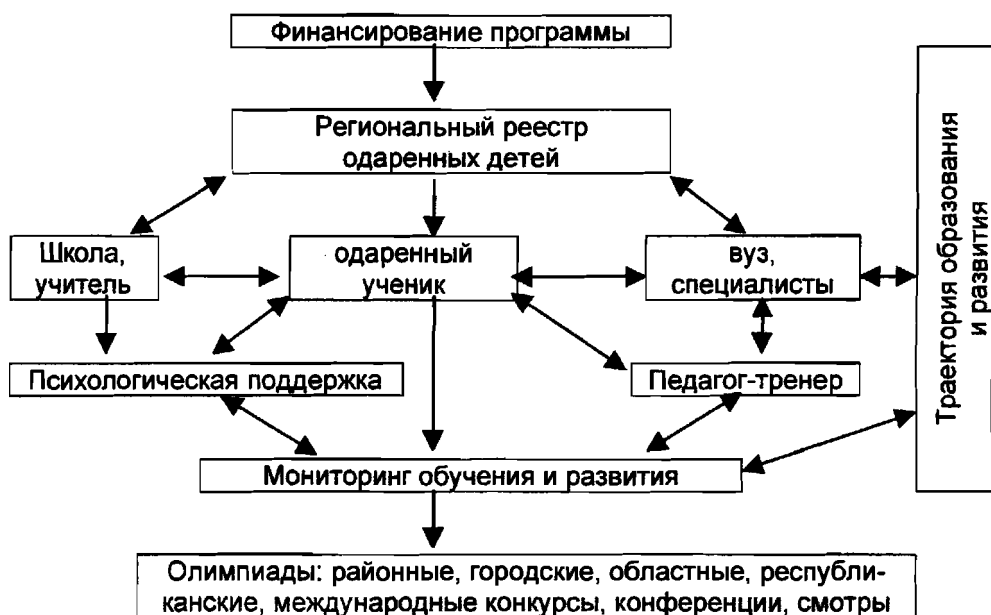 Финансирование программы
Региональный реестр
одаренных детей
Школа,
учитель
одаренный
ученик
вуз,
специалисты
Траектория образования
и развития
Психологическая поддержка
Педагог-тренер
Мониторинг обучения и развития
Олимпиады: районные, городские, областные, республи-
канские, международные конкурсы, конференции, смотры